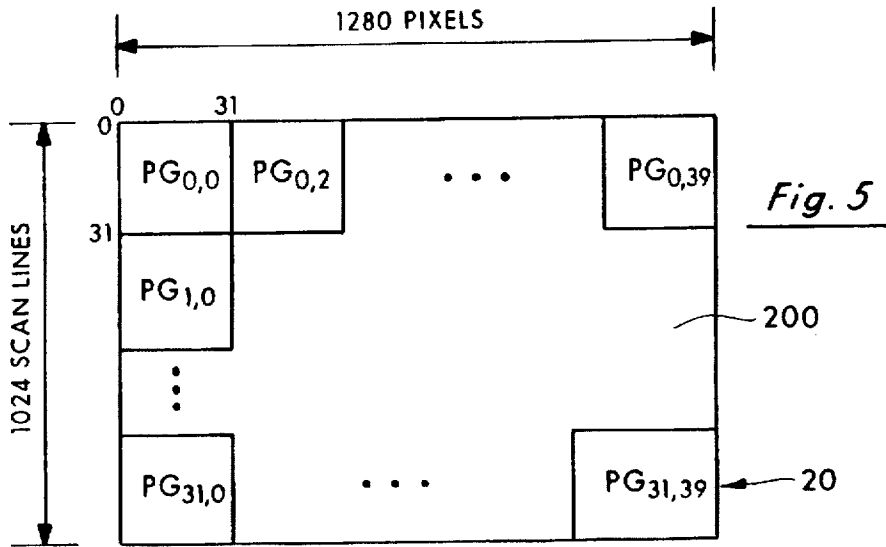 1280 PIXELS
0 31
0
PG0,0 PG0,2 • • • PG0,39
Fig. 5
31
1024 SCAN LINES
PG1,0
200
PG31,0 • • • PG31,39
20